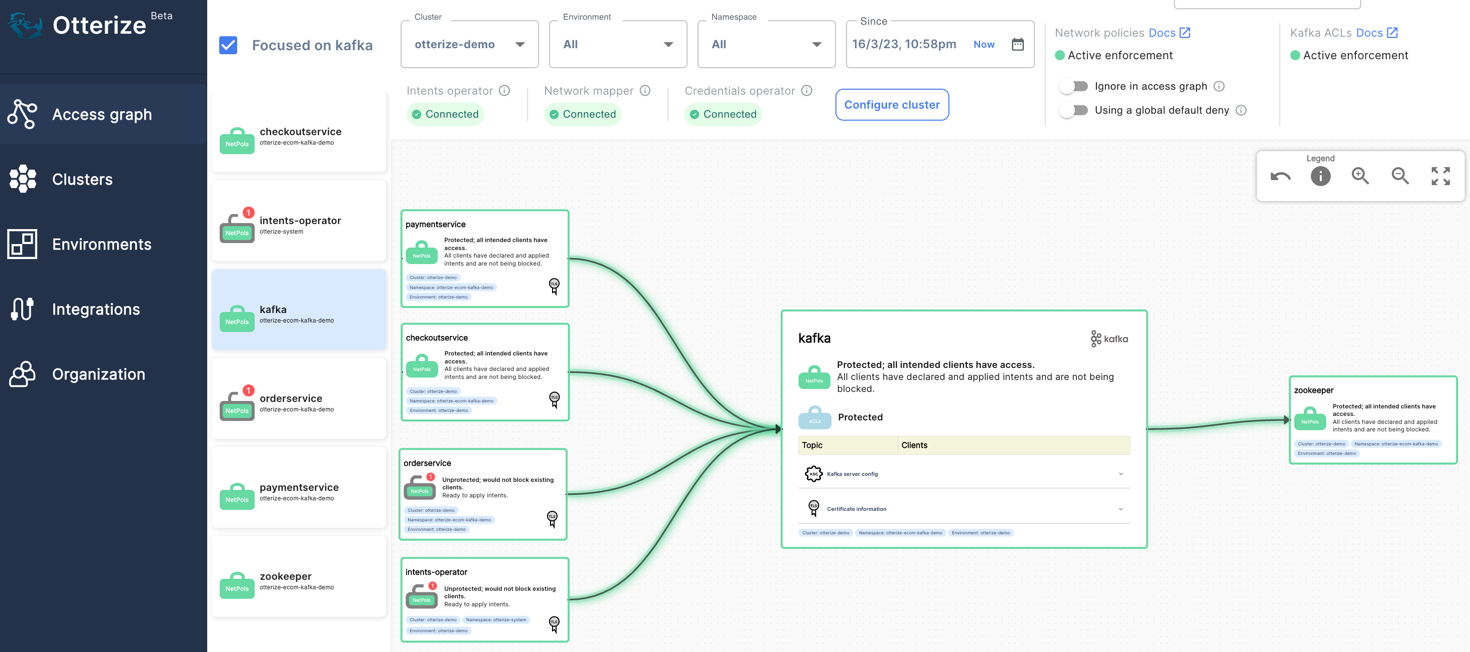 Otterize Beta
Access graph
Clusters
Environments
Integrations
Organization
Focused on kafka
Cluster
otterize-demo
Environment
All
Namespace
All
Since
16/3/23, 10:58pm Now
Network policies Docs
Active enforcement
Ignore in access graph
Using a global default deny
Kafka ACLs Docs
Active enforcement
Intents operator
Connected
Network mapper
Connected
Credentials operator
Connected
Configure cluster
Legend
NetPols
checkoutservice
otterize-ecom-kafka-demo
1
NetPols
intents-operator
otterize-system
NetPols
kafka
otterize-ecom-kafka-demo
1
NetPols
orderservice
otterize-ecom-kafka-demo
NetPols
paymentservice
otterize-ecom-kafka-demo
NetPols
zookeeper
otterize-ecom-kafka-demo
paymentservice
NetPols
Protected; all intended clients have
access.
All clients have declared and applied
intents and are not being blocked.
Cluster: otterize-demo
Namespace: otterize-ecom-kafka-demo
Environment: otterize-demo
checkoutservice
NetPols
Protected; all intended clients have
access.
All clients have declared and applied
intents and are not being blocked.
Cluster: otterize-demo
Namespace: otterize-ecom-kafka-demo
Environment: otterize-demo
orderservice
1
NetPols
Unprotected; would not block existing
clients.
Ready to apply intents.
Cluster: otterize-demo
Namespace: otterize-ecom-kafka-demo
Environment: otterize-demo
intents-operator
1
NetPols
Unprotected; would not block existing
clients.
Ready to apply intents.
Cluster: otterize-demo Namespace: otterize-system
Environment: otterize-demo
kafka
kafka
NetPols
Protected; all intended clients have access.
All clients have declared and applied intents and are not being
blocked.
ACLs
Protected
Topic Clients
KSC Kafka server config
Certificate information
Cluster: otterize-demo Namespace: otterize-ecom-kafka-demo Environment: otterize-demo
zookeeper
NetPols
Protected; all intended clients have
access.
All clients have declared and applied
intents and are not being blocked.
Cluster: otterize-demo Namespace: otterize-ecom-kafka-demo
Environment: otterize-demo